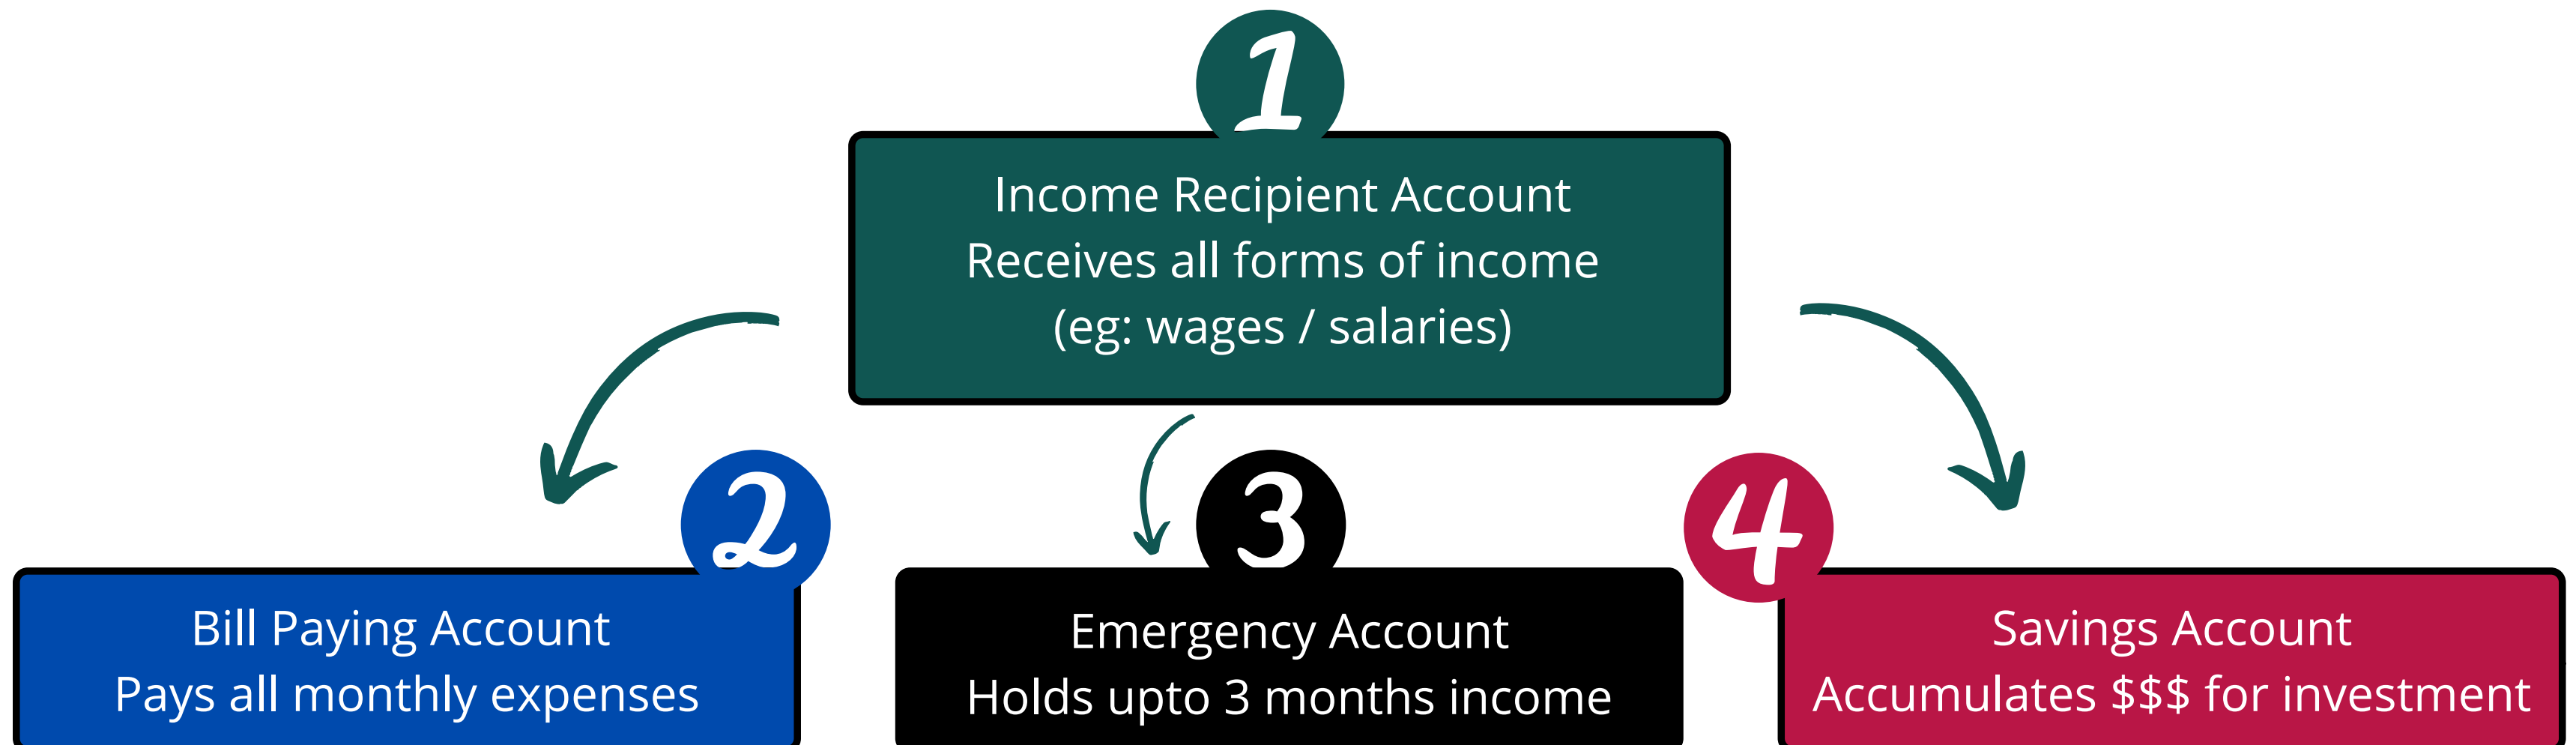 1
Income Recipient Account
Receives all forms of income
(eg: wages / salaries)
2
Bill Paying Account
Pays all monthly expenses
3
Emergency Account
Holds upto 3 months income
4
Savings Account
Accumulates $$$ for investment